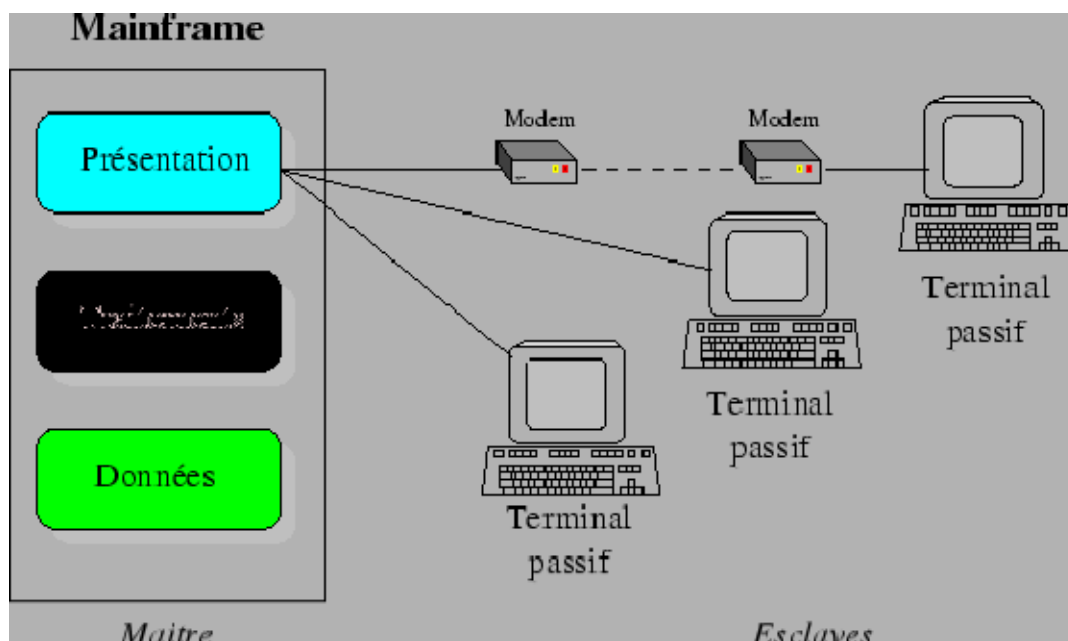 Mainframe
Présentation
Données
Modem
Modem
Terminal
passif
Terminal
passif
Terminal
passif
Maitre
Esclaves